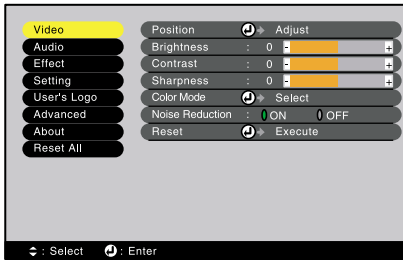 Video
Audio
Effect
Setting
User's Logo
Advanced
About
Reset All
Position Adjust
Brightness : 0 - +
Contrast : 0 - +
Sharpness : 0 - +
Color Mode Select
Noise Reduction : ON OFF
Reset Execute
: Select : Enter